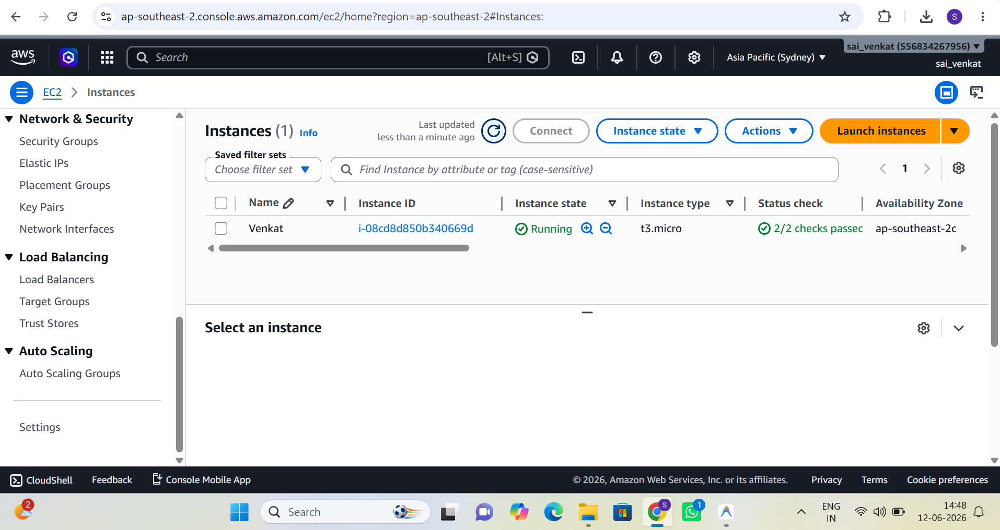 ap-southeast-2.console.aws.amazon.com/ec2/home?region=ap-southeast-2#Instances:
S
aws
Search
[Alt+S]
Asia Pacific (Sydney)
sai_venkat (556834267956)
sai_venkat
EC2
Instances
Network & Security
Security Groups
Elastic IPs
Placement Groups
Key Pairs
Network Interfaces
Load Balancing
Load Balancers
Target Groups
Trust Stores
Auto Scaling
Auto Scaling Groups
Settings
Instances (1) Info
Last updated
less than a minute ago
Connect
Instance state
Actions
Launch instances
Saved filter sets
Choose filter set
Find Instance by attribute or tag (case-sensitive)
1
Name Instance ID Instance state Instance type Status check Availability Zone
Venkat i-08cd8d850b340669d Running t3.micro 2/2 checks passed ap-southeast-2c
Select an instance
CloudShell Feedback Console Mobile App © 2026, Amazon Web Services, Inc. or its affiliates. Privacy Terms Cookie preferences
2
Search
S
1
ENG
IN
14:48
12-06-2026